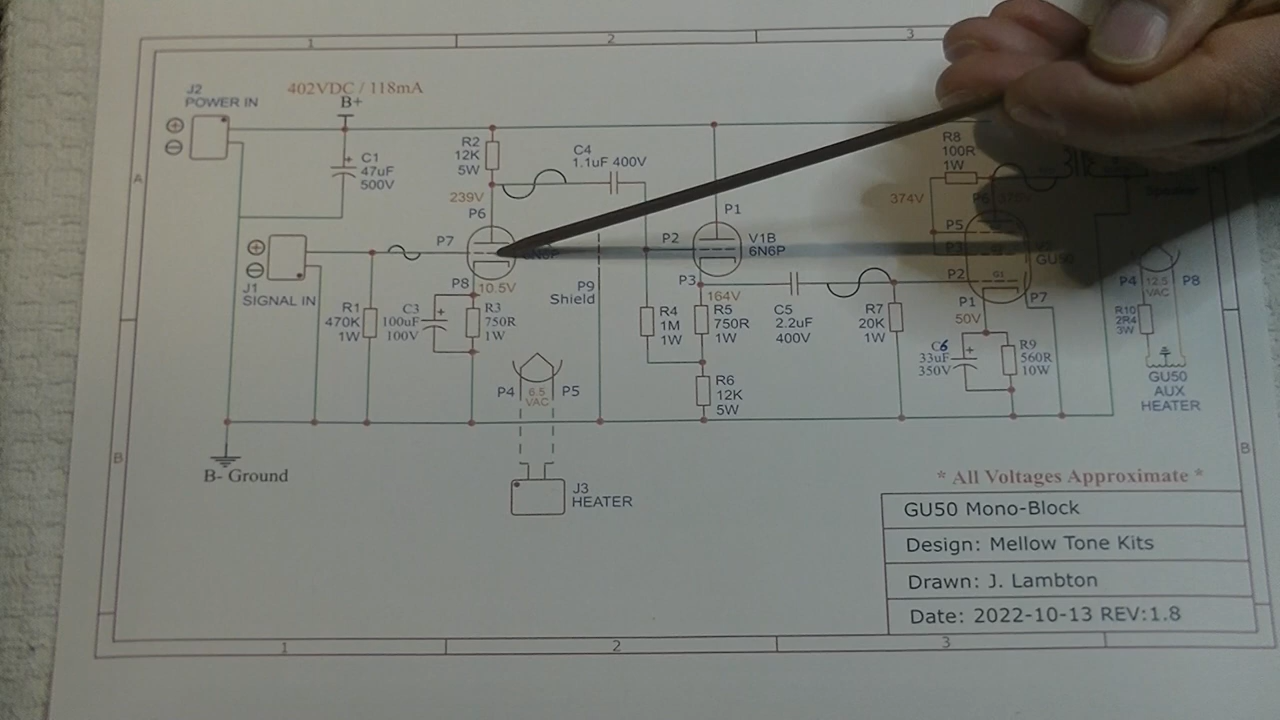 1
2
3
J2
POWER IN
402VDC / 118mA
B+
C1
47uF
500V
A
R2
12K
5W
C4
1.1uF 400V
239V
P6
P7
P8
10.5V
J1
SIGNAL IN
R1
470K
1W
C3
100uF
100V
R3
750R
1W
P9
Shield
P1
P2
V1B
6N6P
P3
164V
R4
1M
1W
R5
750R
1W
C5
2.2uF
400V
R7
20K
1W
R6
12K
5W
R8
100R
1W
374V
P5
P3
GU50
P2
G1
P1
P7
50V
C6
33uF
350V
R9
560R
10W
P4
12.5
VAC
P8
R10
2R4
3W
GU50
AUX
HEATER
P4
6.5
VAC
P5
B
B- Ground
J3
HEATER
B
* All Voltages Approximate *
GU50 Mono-Block
Design: Mellow Tone Kits
Drawn: J. Lambton
Date: 2022-10-13 REV:1.8
1
2
3